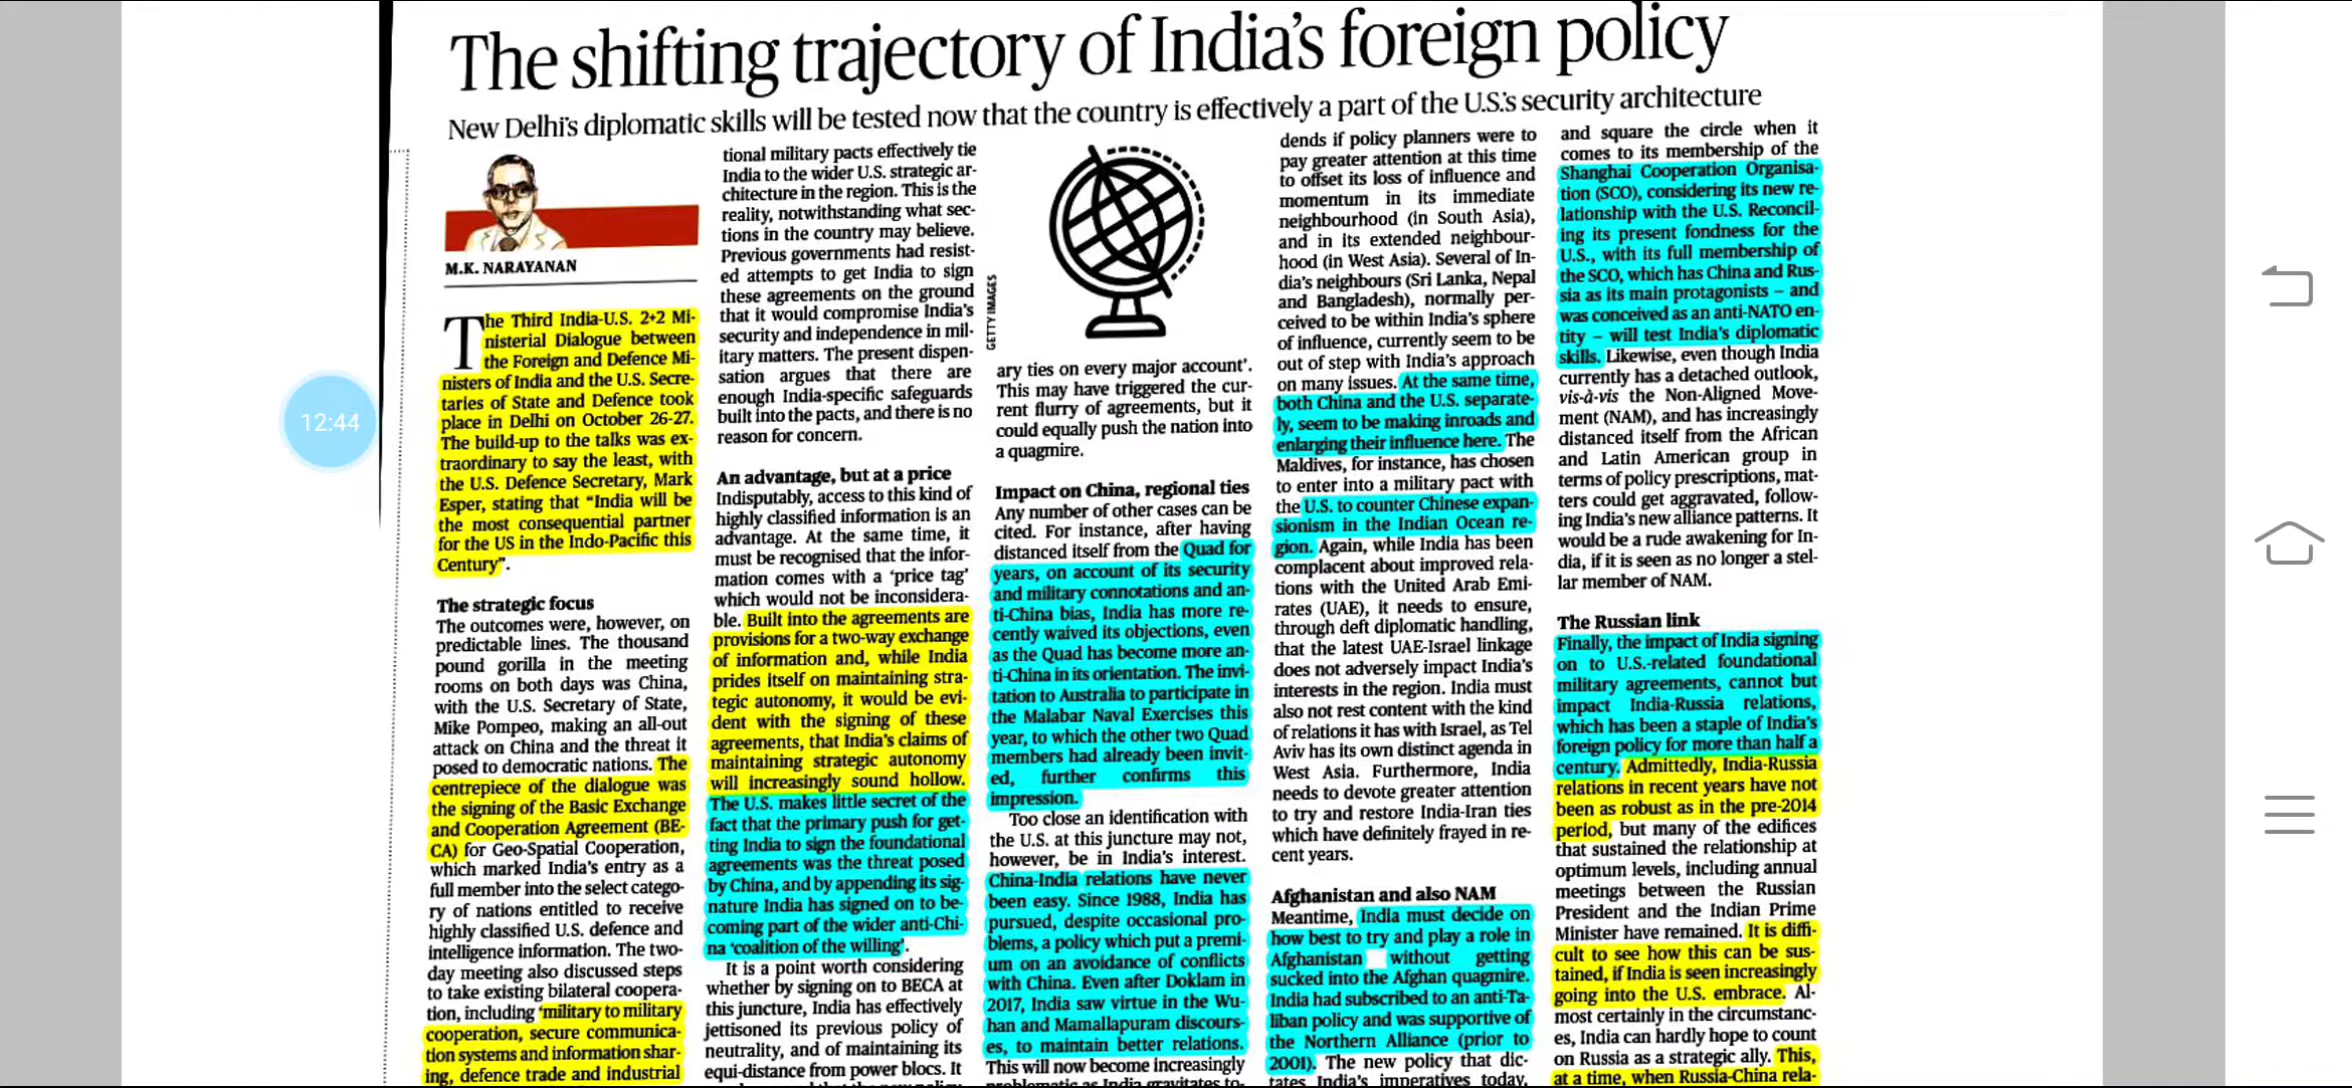 The shifting trajectory of India's foreign policy
New Delhi's diplomatic skills will be tested now that the country is effectively a part of the U.S.'s security architecture
M.K. NARAYANAN
The Third India-U.S. 2+2 Mi-
nisterial Dialogue between
the Foreign and Defence Mi-
nisters of India and the U.S. Secre-
taries of State and Defence took
place in Delhi on October 26-27.
The build-up to the talks was ex-
traordinary to say the least, with
the U.S. Defence Secretary, Mark
Esper, stating that "India will be
the most consequential partner
for the US in the Indo-Pacific this
Century".
The strategic focus
The outcomes were, however, on
predictable lines. The thousand
pound gorilla in the meeting
rooms on both days was China,
with the U.S. Secretary of State,
Mike Pompeo, making an all-out
attack on China and the threat it
posed to democratic nations. The
centrepiece of the dialogue was
the signing of the Basic Exchange
and Cooperation Agreement (BE-
CA) for Geo-Spatial Cooperation,
which marked India's entry as a
full member into the select catego-
ry of nations entitled to receive
highly classified U.S. defence and
intelligence information. The two-
day meeting also discussed steps
to take existing bilateral coopera-
tion, including 'military to military
cooperation, secure communica-
tion systems and information shar-
ing, defence trade and industrial
tional military pacts effectively tie
India to the wider U.S. strategic ar-
chitecture in the region. This is the
reality, notwithstanding what sec-
tions in the country may believe.
Previous governments had resist-
ed attempts to get India to sign
these agreements on the ground
that it would compromise India's
security and independence in mil-
itary matters. The present dispen-
sation argues that there are
enough India-specific safeguards
built into the pacts, and there is no
reason for concern.
An advantage, but at a price
Indisputably, access to this kind of
highly classified information is an
advantage. At the same time, it
must be recognised that the infor-
mation comes with a 'price tag'
which would not be inconsidera-
ble. Built into the agreements are
provisions for a two-way exchange
of information and, while India
prides itself on maintaining stra-
tegic autonomy, it would be evi-
dent with the signing of these
agreements, that India's claims of
maintaining strategic autonomy
will increasingly sound hollow.
The U.S. makes little secret of the
fact that the primary push for get-
ting India to sign the foundational
agreements was the threat posed
by China, and by appending its sig-
nature India has signed on to be-
coming part of the wider anti-Chi-
na 'coalition of the willing'.
It is a point worth considering
whether by signing on to BECA at
this juncture, India has effectively
jettisoned its previous policy of
neutrality, and of maintaining its
equi-distance from power blocs. It
GETTY IMAGES
ary ties on every major account'.
This may have triggered the cur-
rent flurry of agreements, but it
could equally push the nation into
a quagmire.
Impact on China, regional ties
Any number of other cases can be
cited. For instance, after having
distanced itself from the Quad for
years, on account of its security
and military connotations and an-
ti-China bias, India has more re-
cently waived its objections, even
as the Quad has become more an-
ti-China in its orientation. The invi-
tation to Australia to participate in
the Malabar Naval Exercises this
year, to which the other two Quad
members had already been invit-
ed, further confirms this
impression.
Too close an identification with
the U.S. at this juncture may not,
however, be in India's interest.
China-India relations have never
been easy. Since 1988, India has
pursued, despite occasional pro-
blems, a policy which put a premi-
um on an avoidance of conflicts
with China. Even after Doklam in
2017, India saw virtue in the Wu-
han and Mamallapuram discours-
es, to maintain better relations.
This will now become increasingly
problematic as India gravitates to-
dends if policy planners were to
pay greater attention at this time
to offset its loss of influence and
momentum in its immediate
neighbourhood (in South Asia),
and in its extended neighbour-
hood (in West Asia). Several of In-
dia's neighbours (Sri Lanka, Nepal
and Bangladesh), normally per-
ceived to be within India's sphere
of influence, currently seem to be
out of step with India's approach
on many issues. At the same time,
both China and the U.S. separate-
ly, seem to be making inroads and
enlarging their influence here. The
Maldives, for instance, has chosen
to enter into a military pact with
the U.S. to counter Chinese expan-
sionism in the Indian Ocean re-
gion. Again, while India has been
complacent about improved rela-
tions with the United Arab Emi-
rates (UAE), it needs to ensure,
through deft diplomatic handling,
that the latest UAE-Israel linkage
does not adversely impact India's
interests in the region. India must
also not rest content with the kind
of relations it has with Israel, as Tel
Aviv has its own distinct agenda in
West Asia. Furthermore, India
needs to devote greater attention
to try and restore India-Iran ties
which have definitely frayed in re-
cent years.
Afghanistan and also NAM
Meantime, India must decide on
how best to try and play a role in
Afghanistan without getting
sucked into the Afghan quagmire.
India had subscribed to an anti-Ta-
liban policy and was supportive of
the Northern Alliance (prior to
2001). The new policy that dic-
tates India's imperatives today,
and square the circle when it
comes to its membership of the
Shanghai Cooperation Organisa-
tion (SCO), considering its new re-
lationship with the U.S. Reconcil-
ing its present fondness for the
U.S., with its full membership of
the SCO, which has China and Rus-
sia as its main protagonists – and
was conceived as an anti-NATO en-
tity – will test India's diplomatic
skills. Likewise, even though India
currently has a detached outlook,
vis-à-vis the Non-Aligned Move-
ment (NAM), and has increasingly
distanced itself from the African
and Latin American group in
terms of policy prescriptions, mat-
ters could get aggravated, follow-
ing India's new alliance patterns. It
would be a rude awakening for In-
dia, if it is seen as no longer a stel-
lar member of NAM.
The Russian link
Finally, the impact of India signing
on to U.S.-related foundational
military agreements, cannot but
impact India-Russia relations,
which has been a staple of India's
foreign policy for more than half a
century. Admittedly, India-Russia
relations in recent years have not
been as robust as in the pre-2014
period, but many of the edifices
that sustained the relationship at
optimum levels, including annual
meetings between the Russian
President and the Indian Prime
Minister have remained. It is diffi-
cult to see how this can be sus-
tained, if India is seen increasingly
going into the U.S. embrace. Al-
most certainly in the circumstanc-
es, India can hardly hope to count
on Russia as a strategic ally. This,
at a time, when Russia-China rela-
12:44